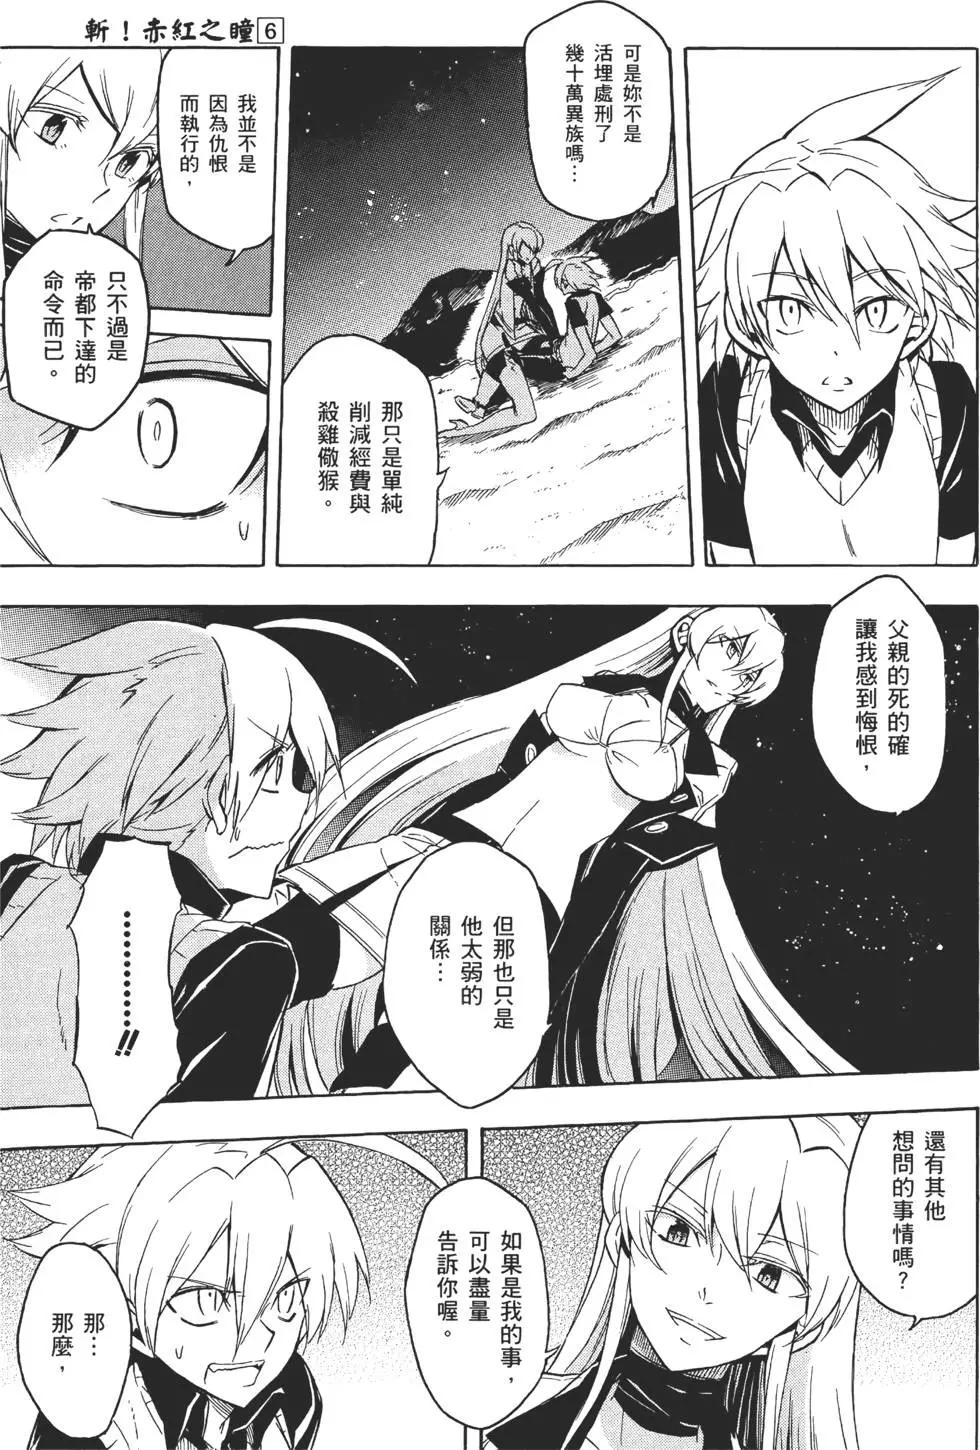 斬！赤紅之瞳6
可是妳不是
活埋處刑了
幾十萬異族嗎…
那只是單純
削減經費與
殺雞儆猴。
我並不是
因為仇恨
而執行的，
只不過是
帝都下達的
命令而已。
父親的死的確
讓我感到悔恨，
但那也只是
他太弱的
關係…
………!!
還有其他
想問的事情嗎？
如果是我的事，
可以盡量
告訴你喔。
那…
那麼，